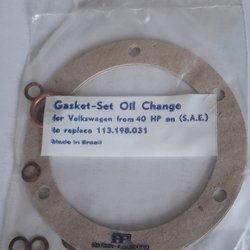 Gasket-Set Oil Change
for Volkswagen from 40 HP on (S.A.E.)
to replace 113.198.031
Made in Brazil